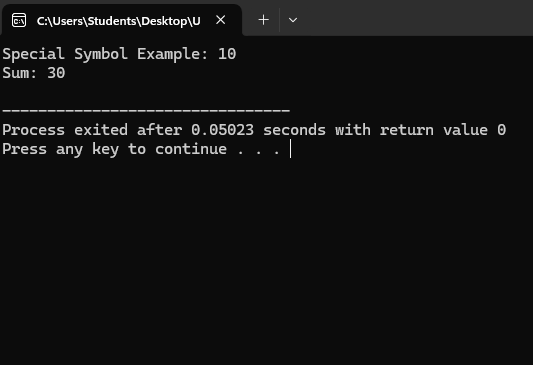 C:\Users\Students\Desktop\U
Special Symbol Example: 10
Sum: 30
--------------------------------
Process exited after 0.05023 seconds with return value 0
Press any key to continue . . .